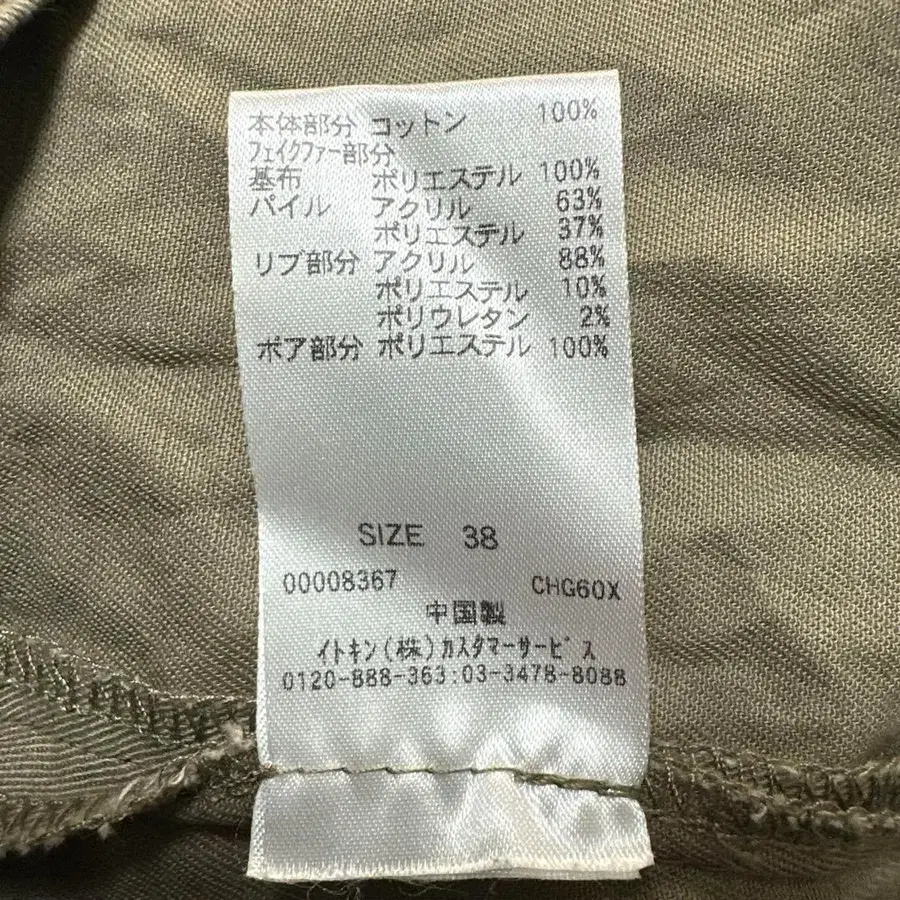 本体部分 コットン 100%
フェイクファー部分
基布 ポリエステル 100%
パイル アクリル 63%
ポリエステル 37%
リブ部分 アクリル 88%
ポリエステル 10%
ポリウレタン 2%
ボア部分 ポリエステル 100%
SIZE 38
00008367 CHG60X
中国製
イトキン(株)カスタマーサービス
0120-888-363:03-3478-8088